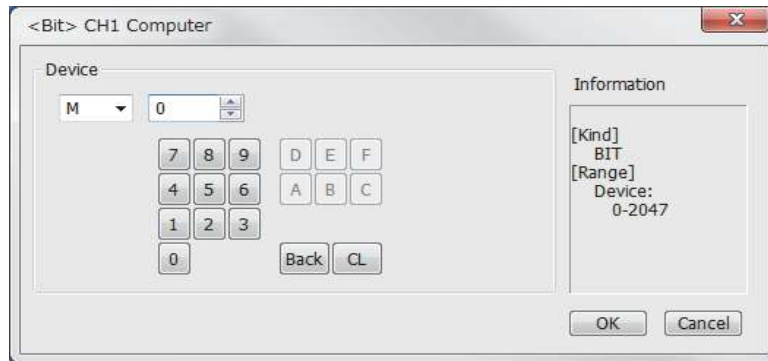 <Bit> CH1 Computer
Device
M 0
7 8 9 D E F
4 5 6 A B C
1 2 3
0 Back CL
Information
[Kind]
BIT
[Range]
Device:
0-2047
OK Cancel